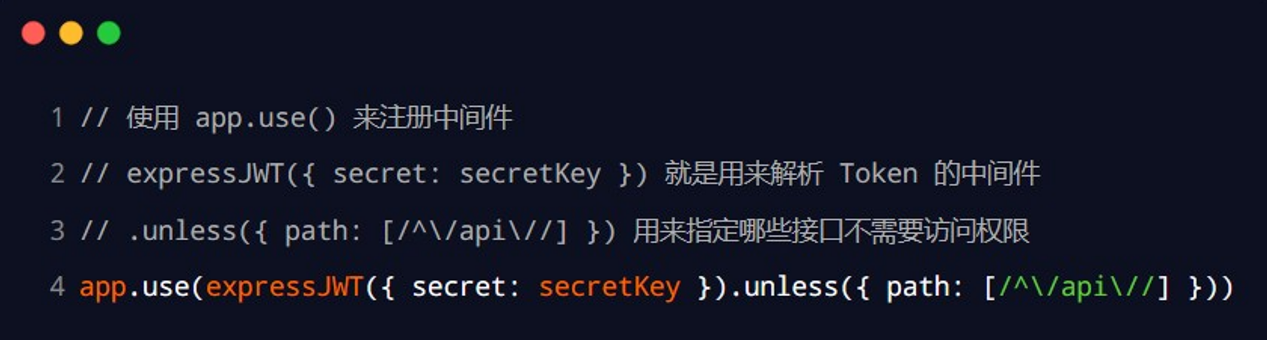 1 // 使用 app.use() 来注册中间件
2 // expressJWT({ secret: secretKey }) 就是用来解析 Token 的中间件
3 // .unless({ path: [/^\/api\//] }) 用来指定哪些接口不需要访问权限
4 app.use(expressJWT({ secret: secretKey }).unless({ path: [/^\/api\//] }))